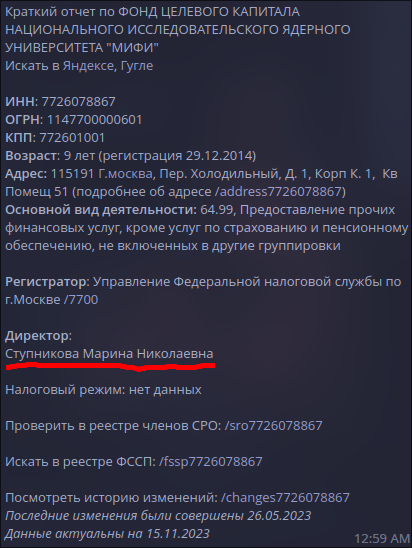 Краткий отчет по ФОНД ЦЕЛЕВОГО КАПИТАЛА
НАЦИОНАЛЬНОГО ИССЛЕДОВАТЕЛЬСКОГО ЯДЕРНОГО
УНИВЕРСИТЕТА "МИФИ"
Искать в Яндексе, Гугле
ИНН: 7726078867
ОГРН: 1147700000601
КПП: 772601001
Возраст: 9 лет (регистрация 29.12.2014)
Адрес: 115191 Г.москва, Пер. Холодильный, Д. 1, Корп К. 1, Кв
Помещ 51 (подробнее об адресе /address7726078867)
Основной вид деятельности: 64.99, Предоставление прочих
финансовых услуг, кроме услуг по страхованию и пенсионному
обеспечению, не включенных в другие группировки
Регистратор: Управление Федеральной налоговой службы по
г.Москве /7700
Директор:
Ступникова Марина Николаевна
Налоговый режим: нет данных
Проверить в реестре членов СРО: /sro7726078867
Искать в реестре ФССП: /fssp7726078867
Посмотреть историю изменений: /changes7726078867
Последние изменения были совершены 26.05.2023
Данные актуальны на 15.11.2023
12:59 AM